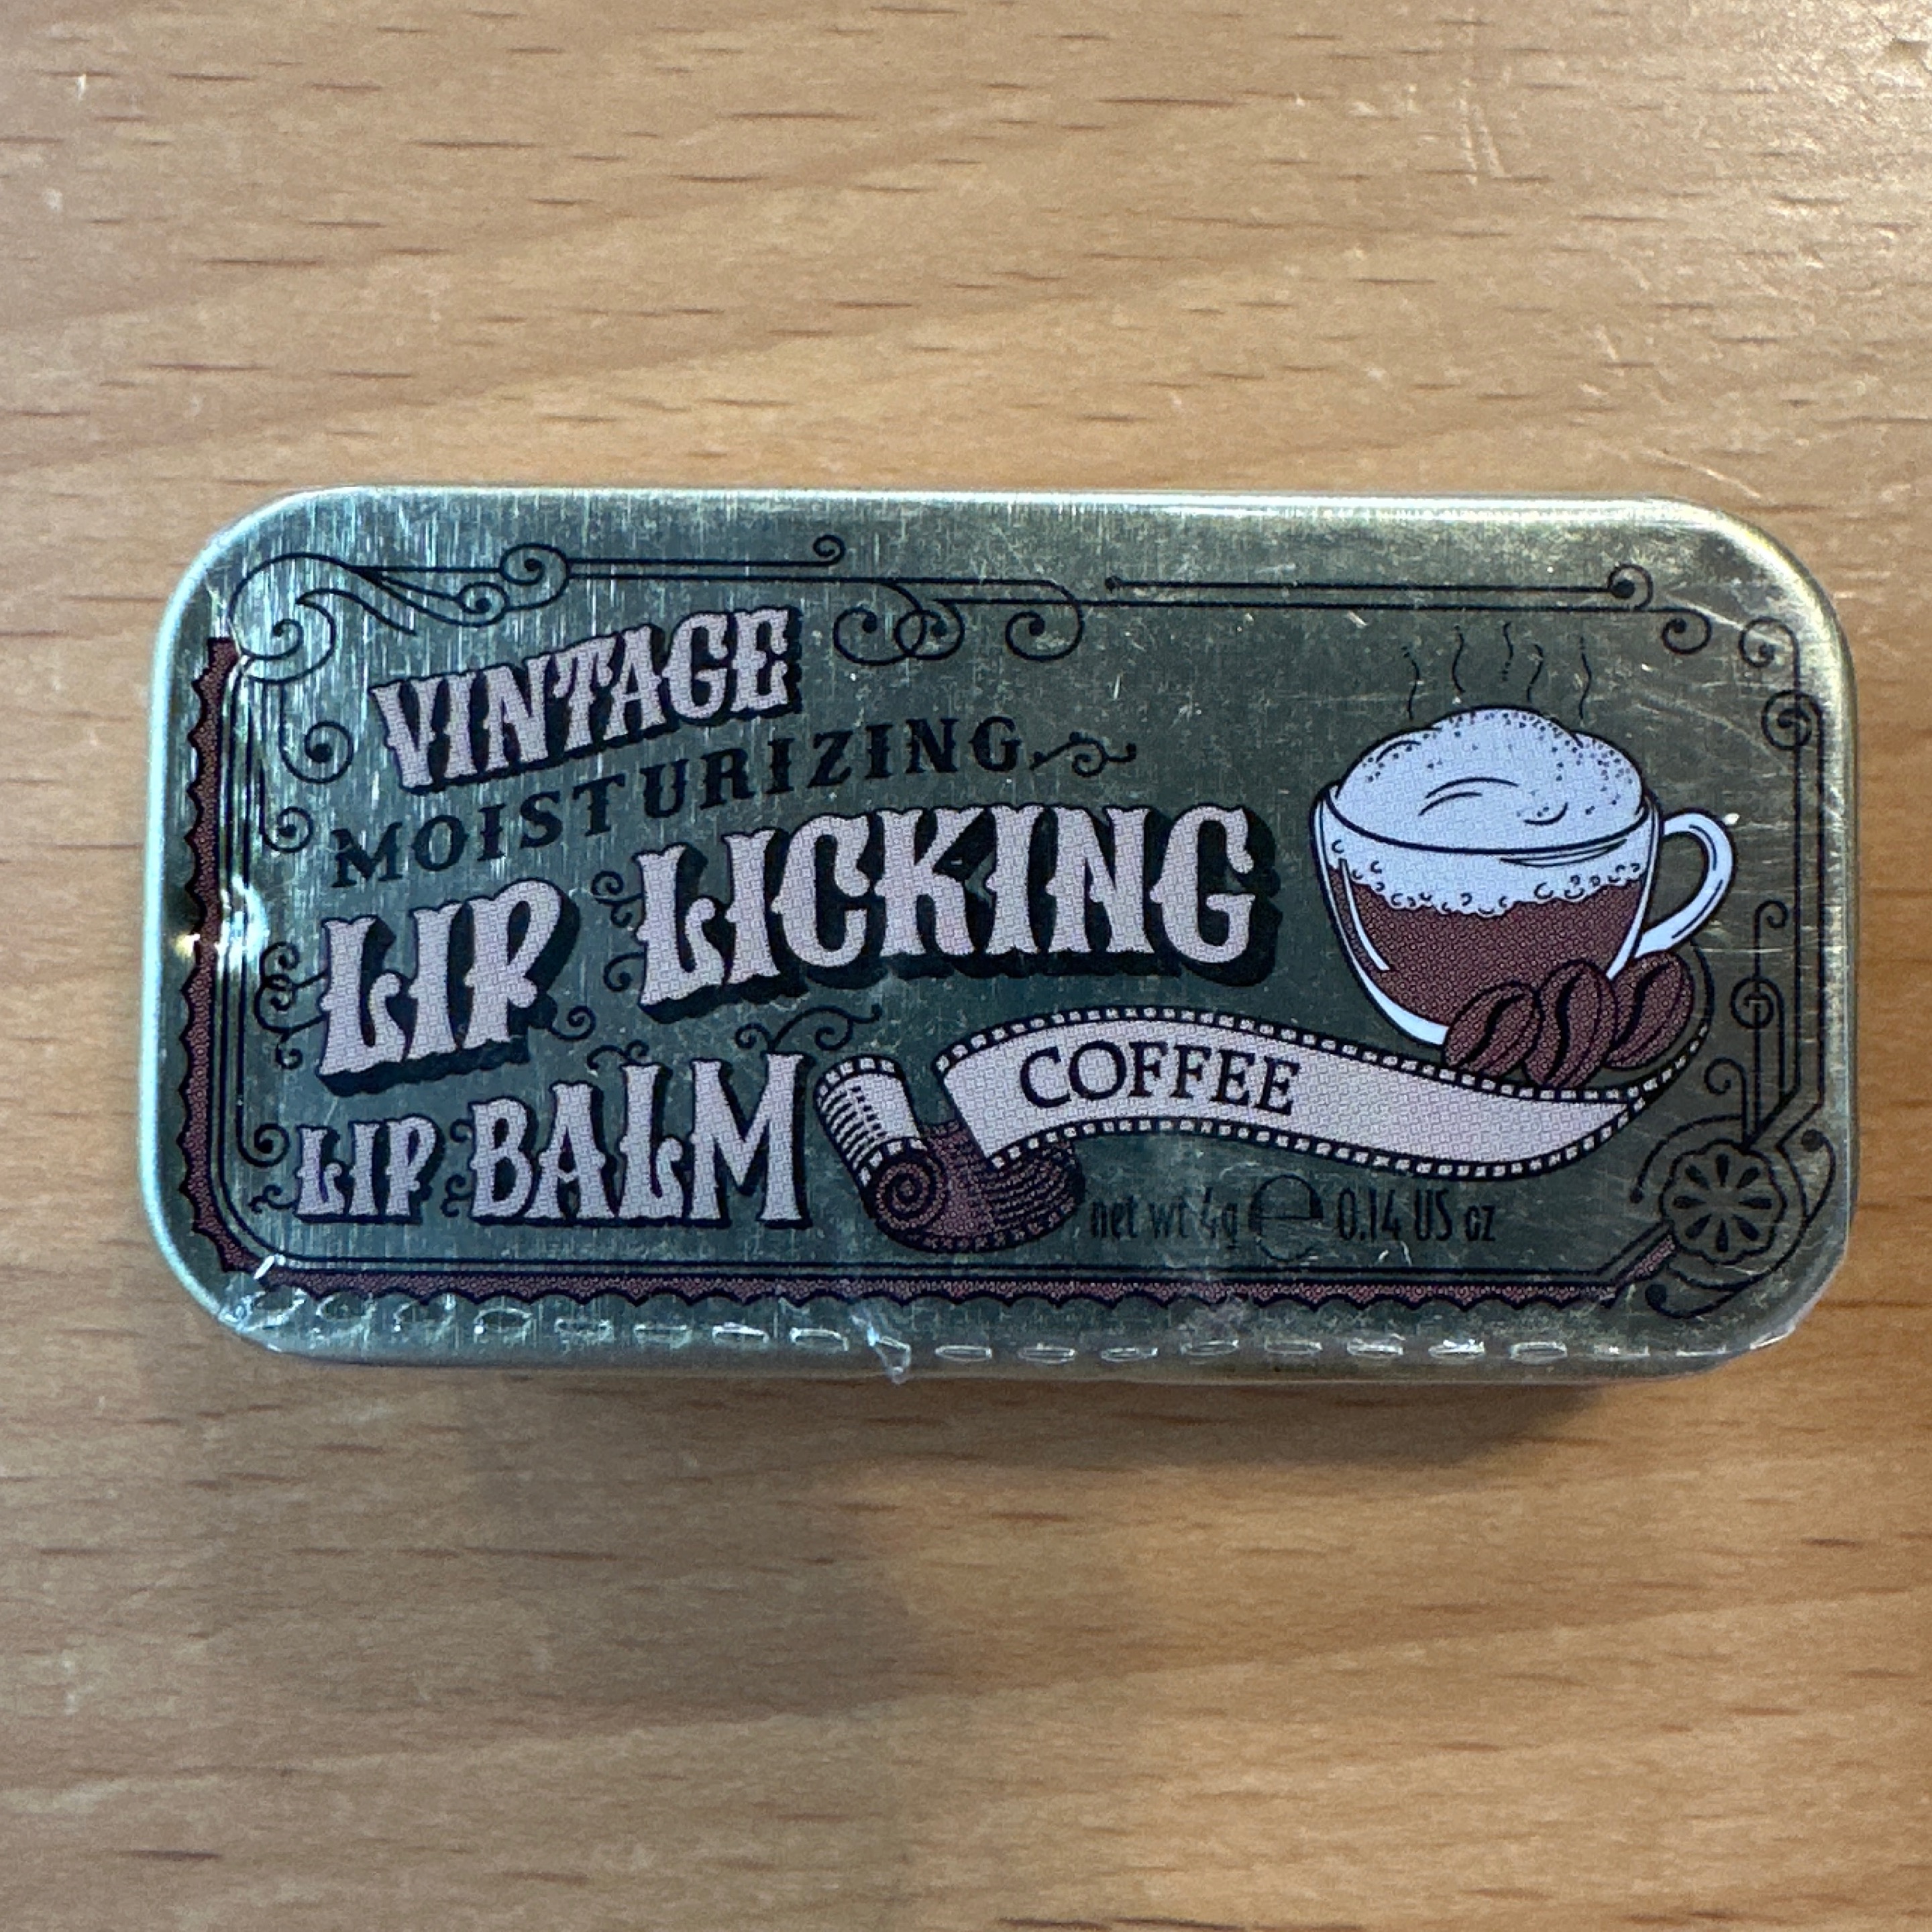 VINTAGE
MOISTURIZING
LIP LICKING
LIP BALM
COFFEE
net wt 4g ℮ 0.14 US oz